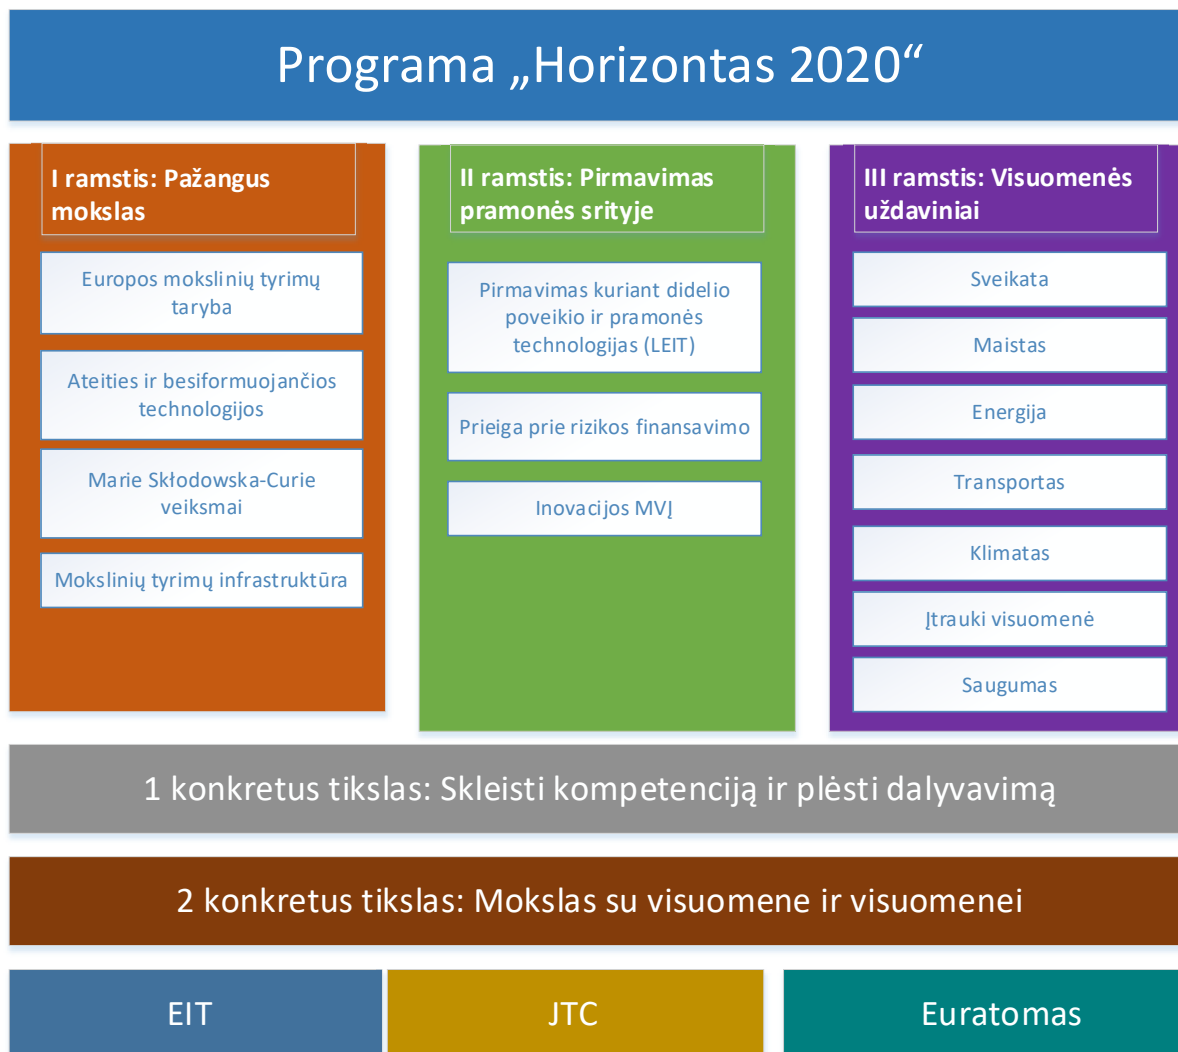 Programa „Horizontas 2020“
I ramstis: Pažangus
mokslas
Europos mokslinių tyrimų
taryba
Ateities ir besiformuojančios
technologijos
Marie Skłodowska-Curie
veiksmai
Mokslinių tyrimų infrastruktūra
II ramstis: Pirmavimas
pramonės srityje
Pirmavimas kuriant didelio
poveikio ir pramonės
technologijas (LEIT)
Prieiga prie rizikos finansavimo
Inovacijos MVĮ
III ramstis: Visuomenės
uždaviniai
Sveikata
Maistas
Energija
Transportas
Klimatas
Įtrauki visuomenė
Saugumas
1 konkretus tikslas: Skleisti kompetenciją ir plėsti dalyvavimą
2 konkretus tikslas: Mokslas su visuomene ir visuomenei
EIT
JTC
Euratomas